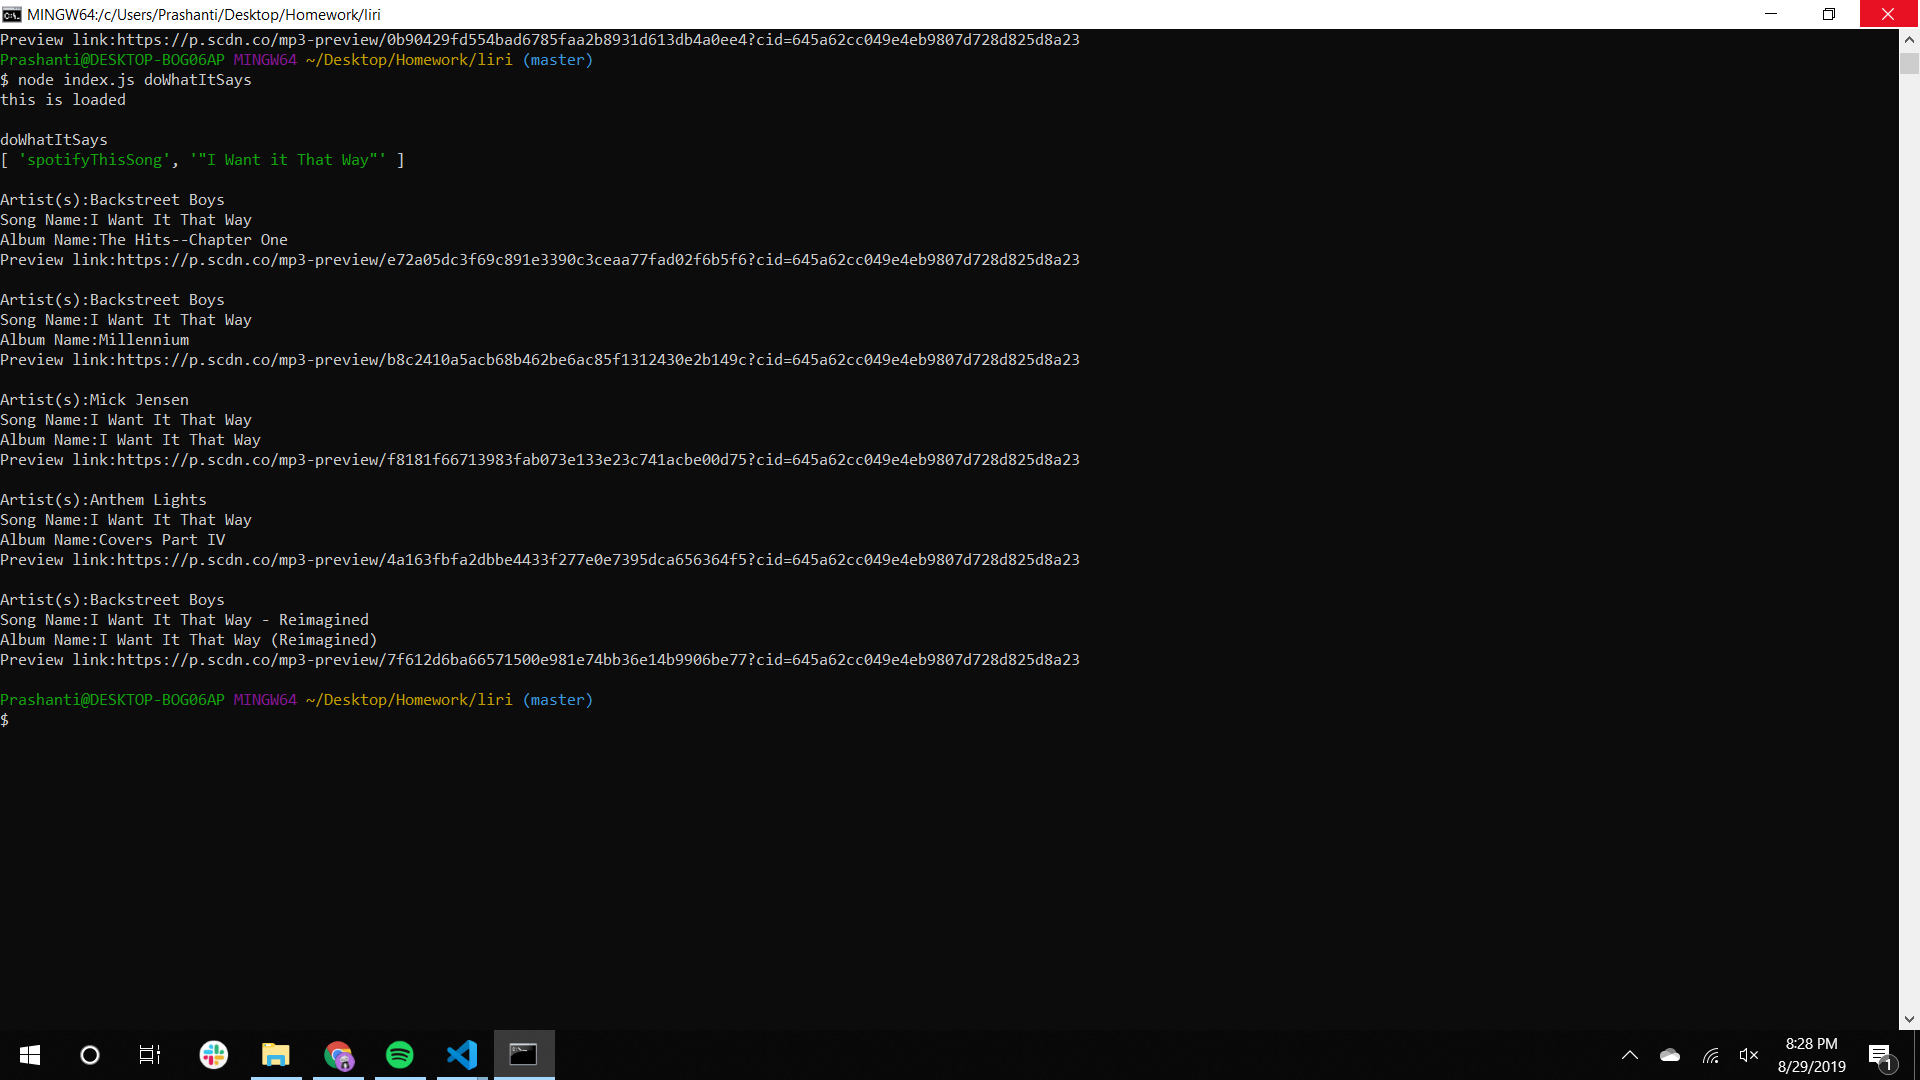 MINGW64:/c/Users/Prashanti/Desktop/Homework/liri
Preview link:https://p.scdn.co/mp3-preview/0b90429fd554bad6785faa2b8931d613db4a0ee4?cid=645a62cc049e4eb9807d728d825d8a23
Prashanti@DESKTOP-BOG06AP MINGW64 ~/Desktop/Homework/liri (master)
$ node index.js doWhatItSays
this is loaded
doWhatItSays
[ 'spotifyThisSong', '"I Want it That Way"' ]
Artist(s):Backstreet Boys
Song Name:I Want It That Way
Album Name:The Hits--Chapter One
Preview link:https://p.scdn.co/mp3-preview/e72a05dc3f69c891e3390c3ceaa77fad02f6b5f6?cid=645a62cc049e4eb9807d728d825d8a23
Artist(s):Backstreet Boys
Song Name:I Want It That Way
Album Name:Millennium
Preview link:https://p.scdn.co/mp3-preview/b8c2410a5acb68b462be6ac85f1312430e2b149c?cid=645a62cc049e4eb9807d728d825d8a23
Artist(s):Mick Jensen
Song Name:I Want It That Way
Album Name:I Want It That Way
Preview link:https://p.scdn.co/mp3-preview/f8181f66713983fab073e133e23c741acbe00d75?cid=645a62cc049e4eb9807d728d825d8a23
Artist(s):Anthem Lights
Song Name:I Want It That Way
Album Name:Covers Part IV
Preview link:https://p.scdn.co/mp3-preview/4a163fbfa2dbbe4433f277e0e7395dca656364f5?cid=645a62cc049e4eb9807d728d825d8a23
Artist(s):Backstreet Boys
Song Name:I Want It That Way - Reimagined
Album Name:I Want It That Way (Reimagined)
Preview link:https://p.scdn.co/mp3-preview/7f612d6ba66571500e981e74bb36e14b9906be77?cid=645a62cc049e4eb9807d728d825d8a23
Prashanti@DESKTOP-BOG06AP MINGW64 ~/Desktop/Homework/liri (master)
$
8:28 PM
8/29/2019
1